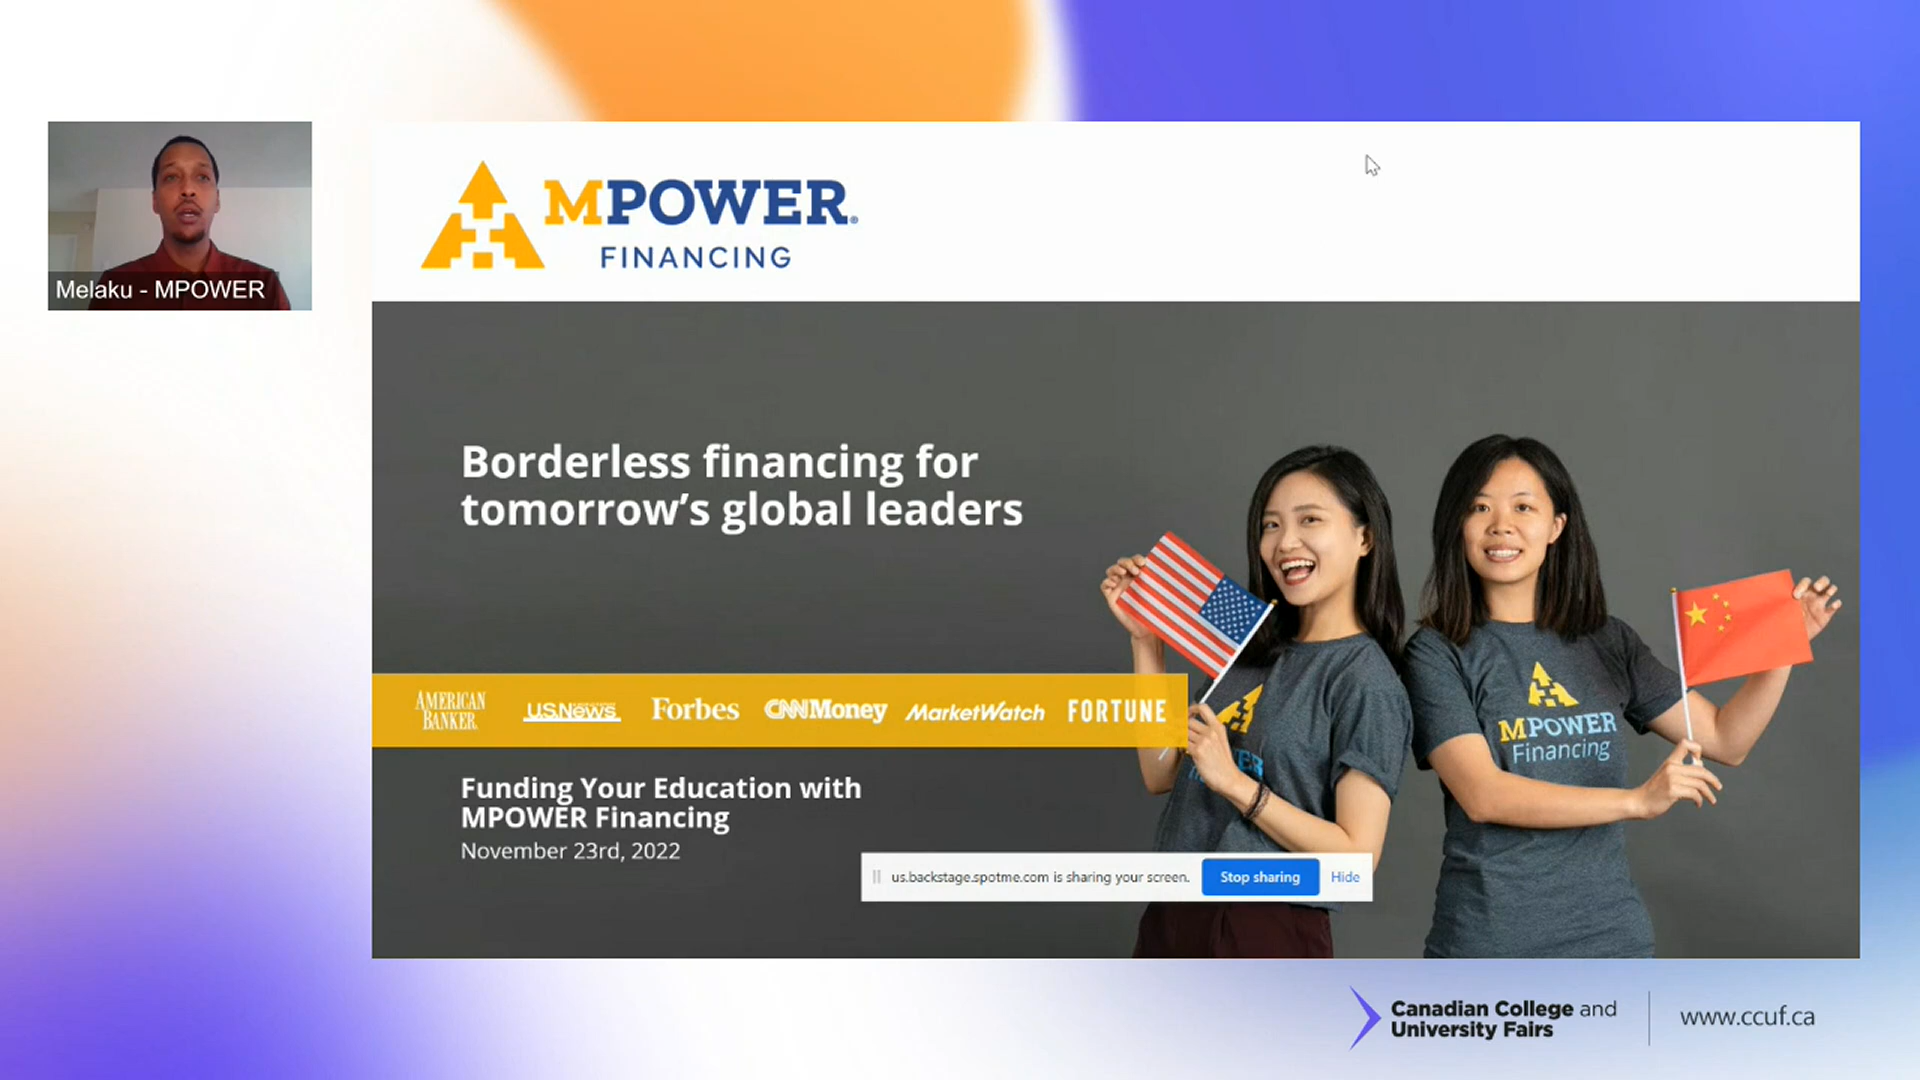 Melaku - MPOWER
MPOWER®
FINANCING
Borderless financing for
tomorrow’s global leaders
AMERICAN
BANKER
U.S.News
Forbes
CNNMoney
MarketWatch
FORTUNE
MPOWER
Financing
Funding Your Education with
MPOWER Financing
November 23rd, 2022
us.backstage.spotme.com is sharing your screen.
Stop sharing
Hide
Canadian College and
University Fairs
www.ccuf.ca